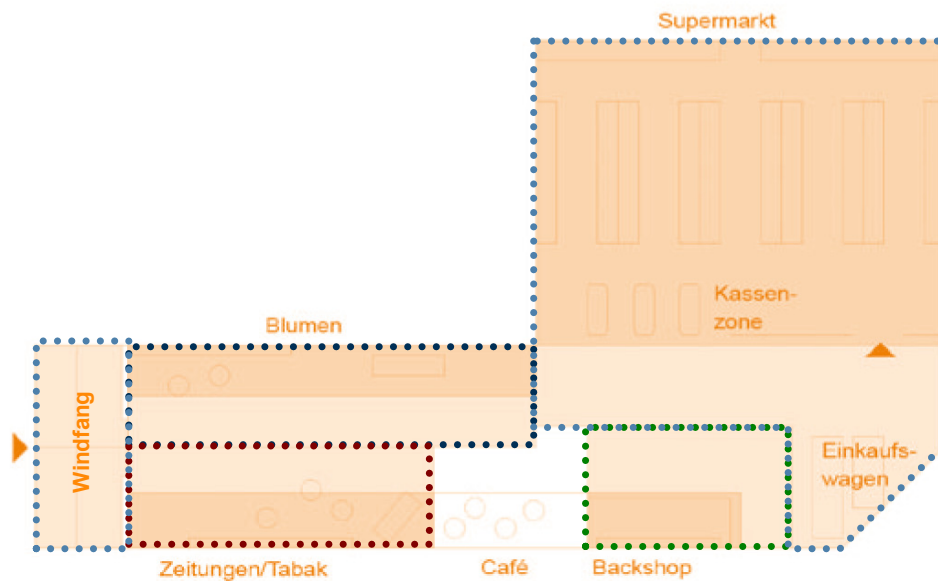 Supermarkt
Kassen-
zone
Blumen
Windfang
Einkaufs-
wagen
Zeitungen/Tabak
Café
Backshop